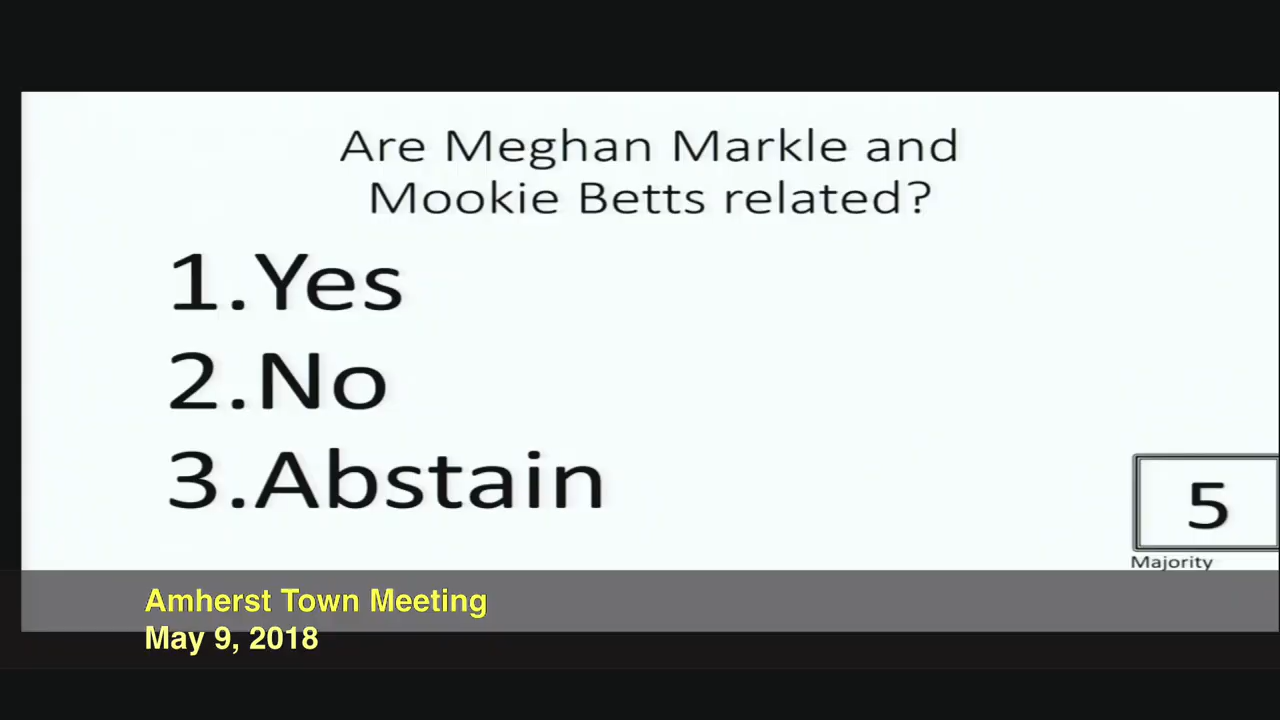 Are Meghan Markle and
Mookie Betts related?
1.Yes
2.No
3.Abstain
5
Majority
Amherst Town Meeting
May 9, 2018